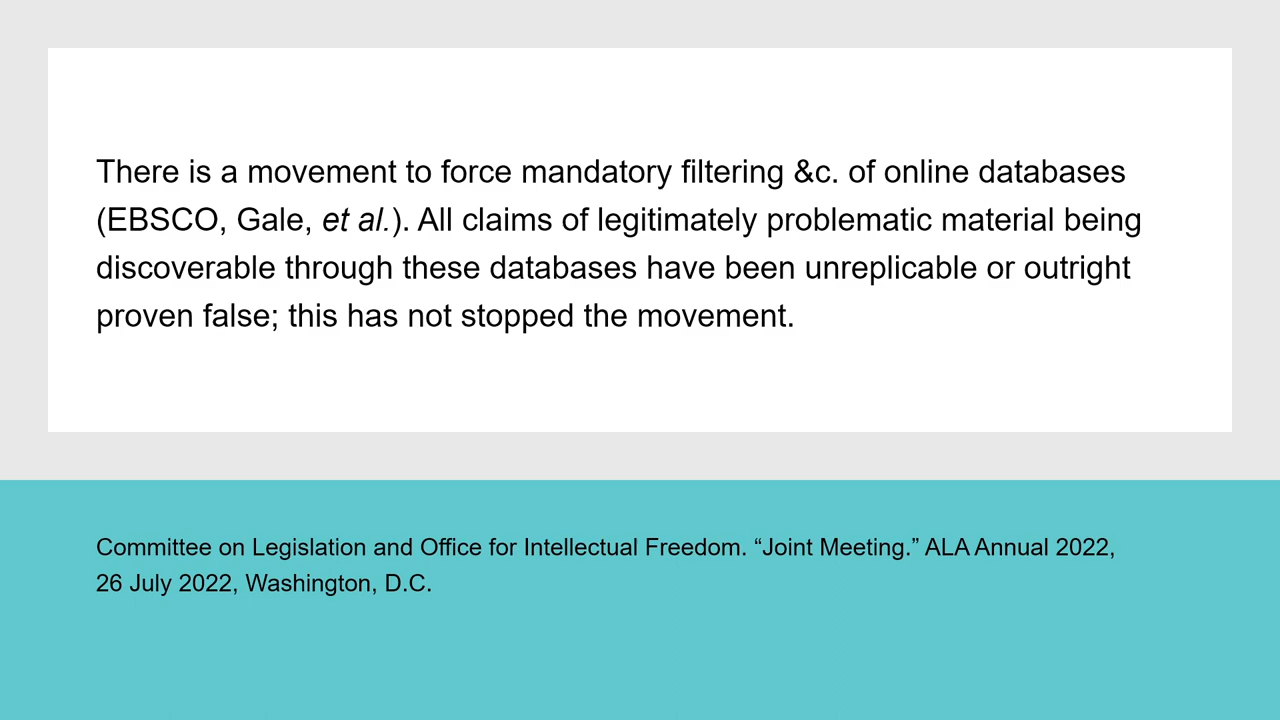 There is a movement to force mandatory filtering &c. of online databases
(EBSCO, Gale, et al.). All claims of legitimately problematic material being
discoverable through these databases have been unreplicable or outright
proven false; this has not stopped the movement.
Committee on Legislation and Office for Intellectual Freedom. “Joint Meeting.” ALA Annual 2022,
26 July 2022, Washington, D.C.